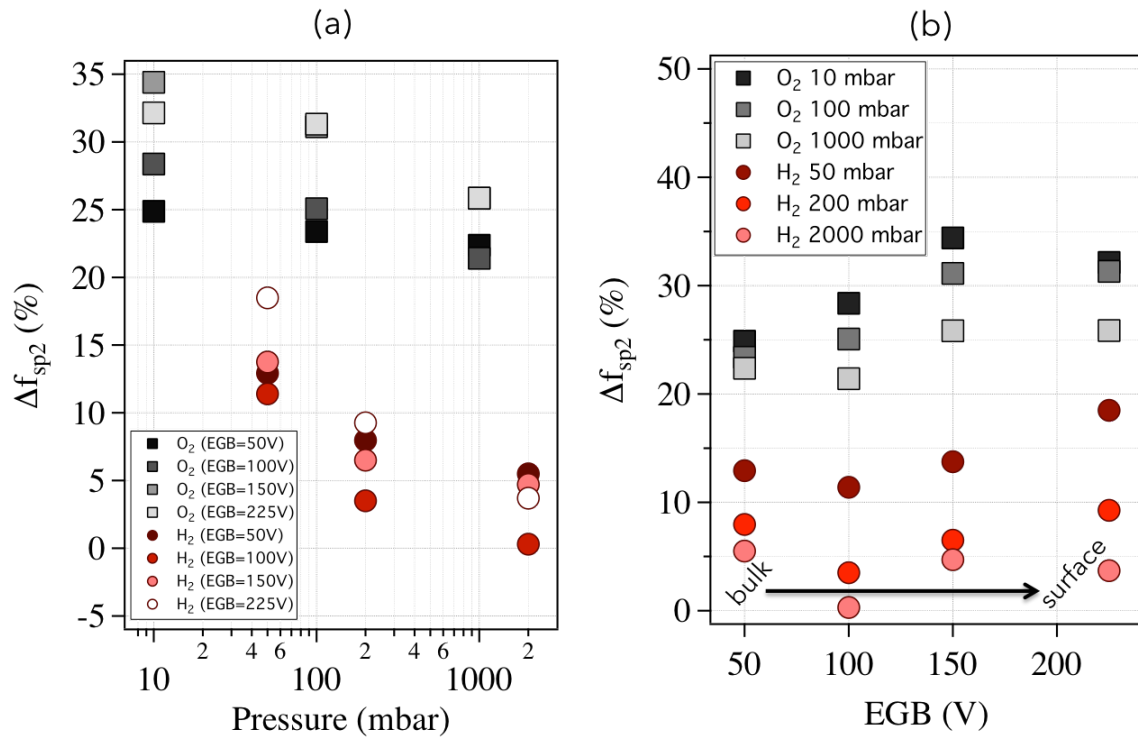 (a)
35
30
25
20
15
10
5
0
-5
Δf_sp2 (%)
O₂ (EGB=50V)
O₂ (EGB=100V)
O₂ (EGB=150V)
O₂ (EGB=225V)
H₂ (EGB=50V)
H₂ (EGB=100V)
H₂ (EGB=150V)
H₂ (EGB=225V)
10 2 4 6 100 2 4 6 1000 2
Pressure (mbar)
(b)
50
40
30
20
10
0
Δf_sp2 (%)
O₂ 10 mbar
O₂ 100 mbar
O₂ 1000 mbar
H₂ 50 mbar
H₂ 200 mbar
H₂ 2000 mbar
bulk
surface
50 100 150 200
EGB (V)